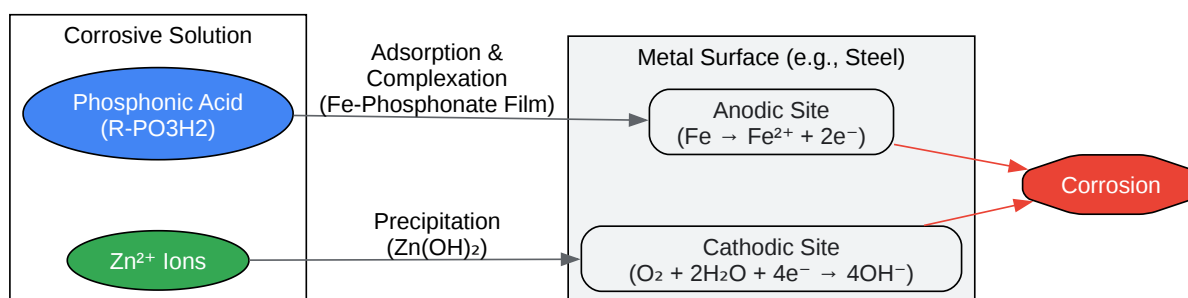 Corrosive Solution
Phosphonic Acid
(R-PO3H2)
Zn²⁺ Ions
Adsorption &
Complexation
(Fe-Phosphonate Film)
Precipitation
(Zn(OH)₂)
Metal Surface (e.g., Steel)
Anodic Site
(Fe → Fe²⁺ + 2e⁻)
Cathodic Site
(O₂ + 2H₂O + 4e⁻ → 4OH⁻)
Corrosion